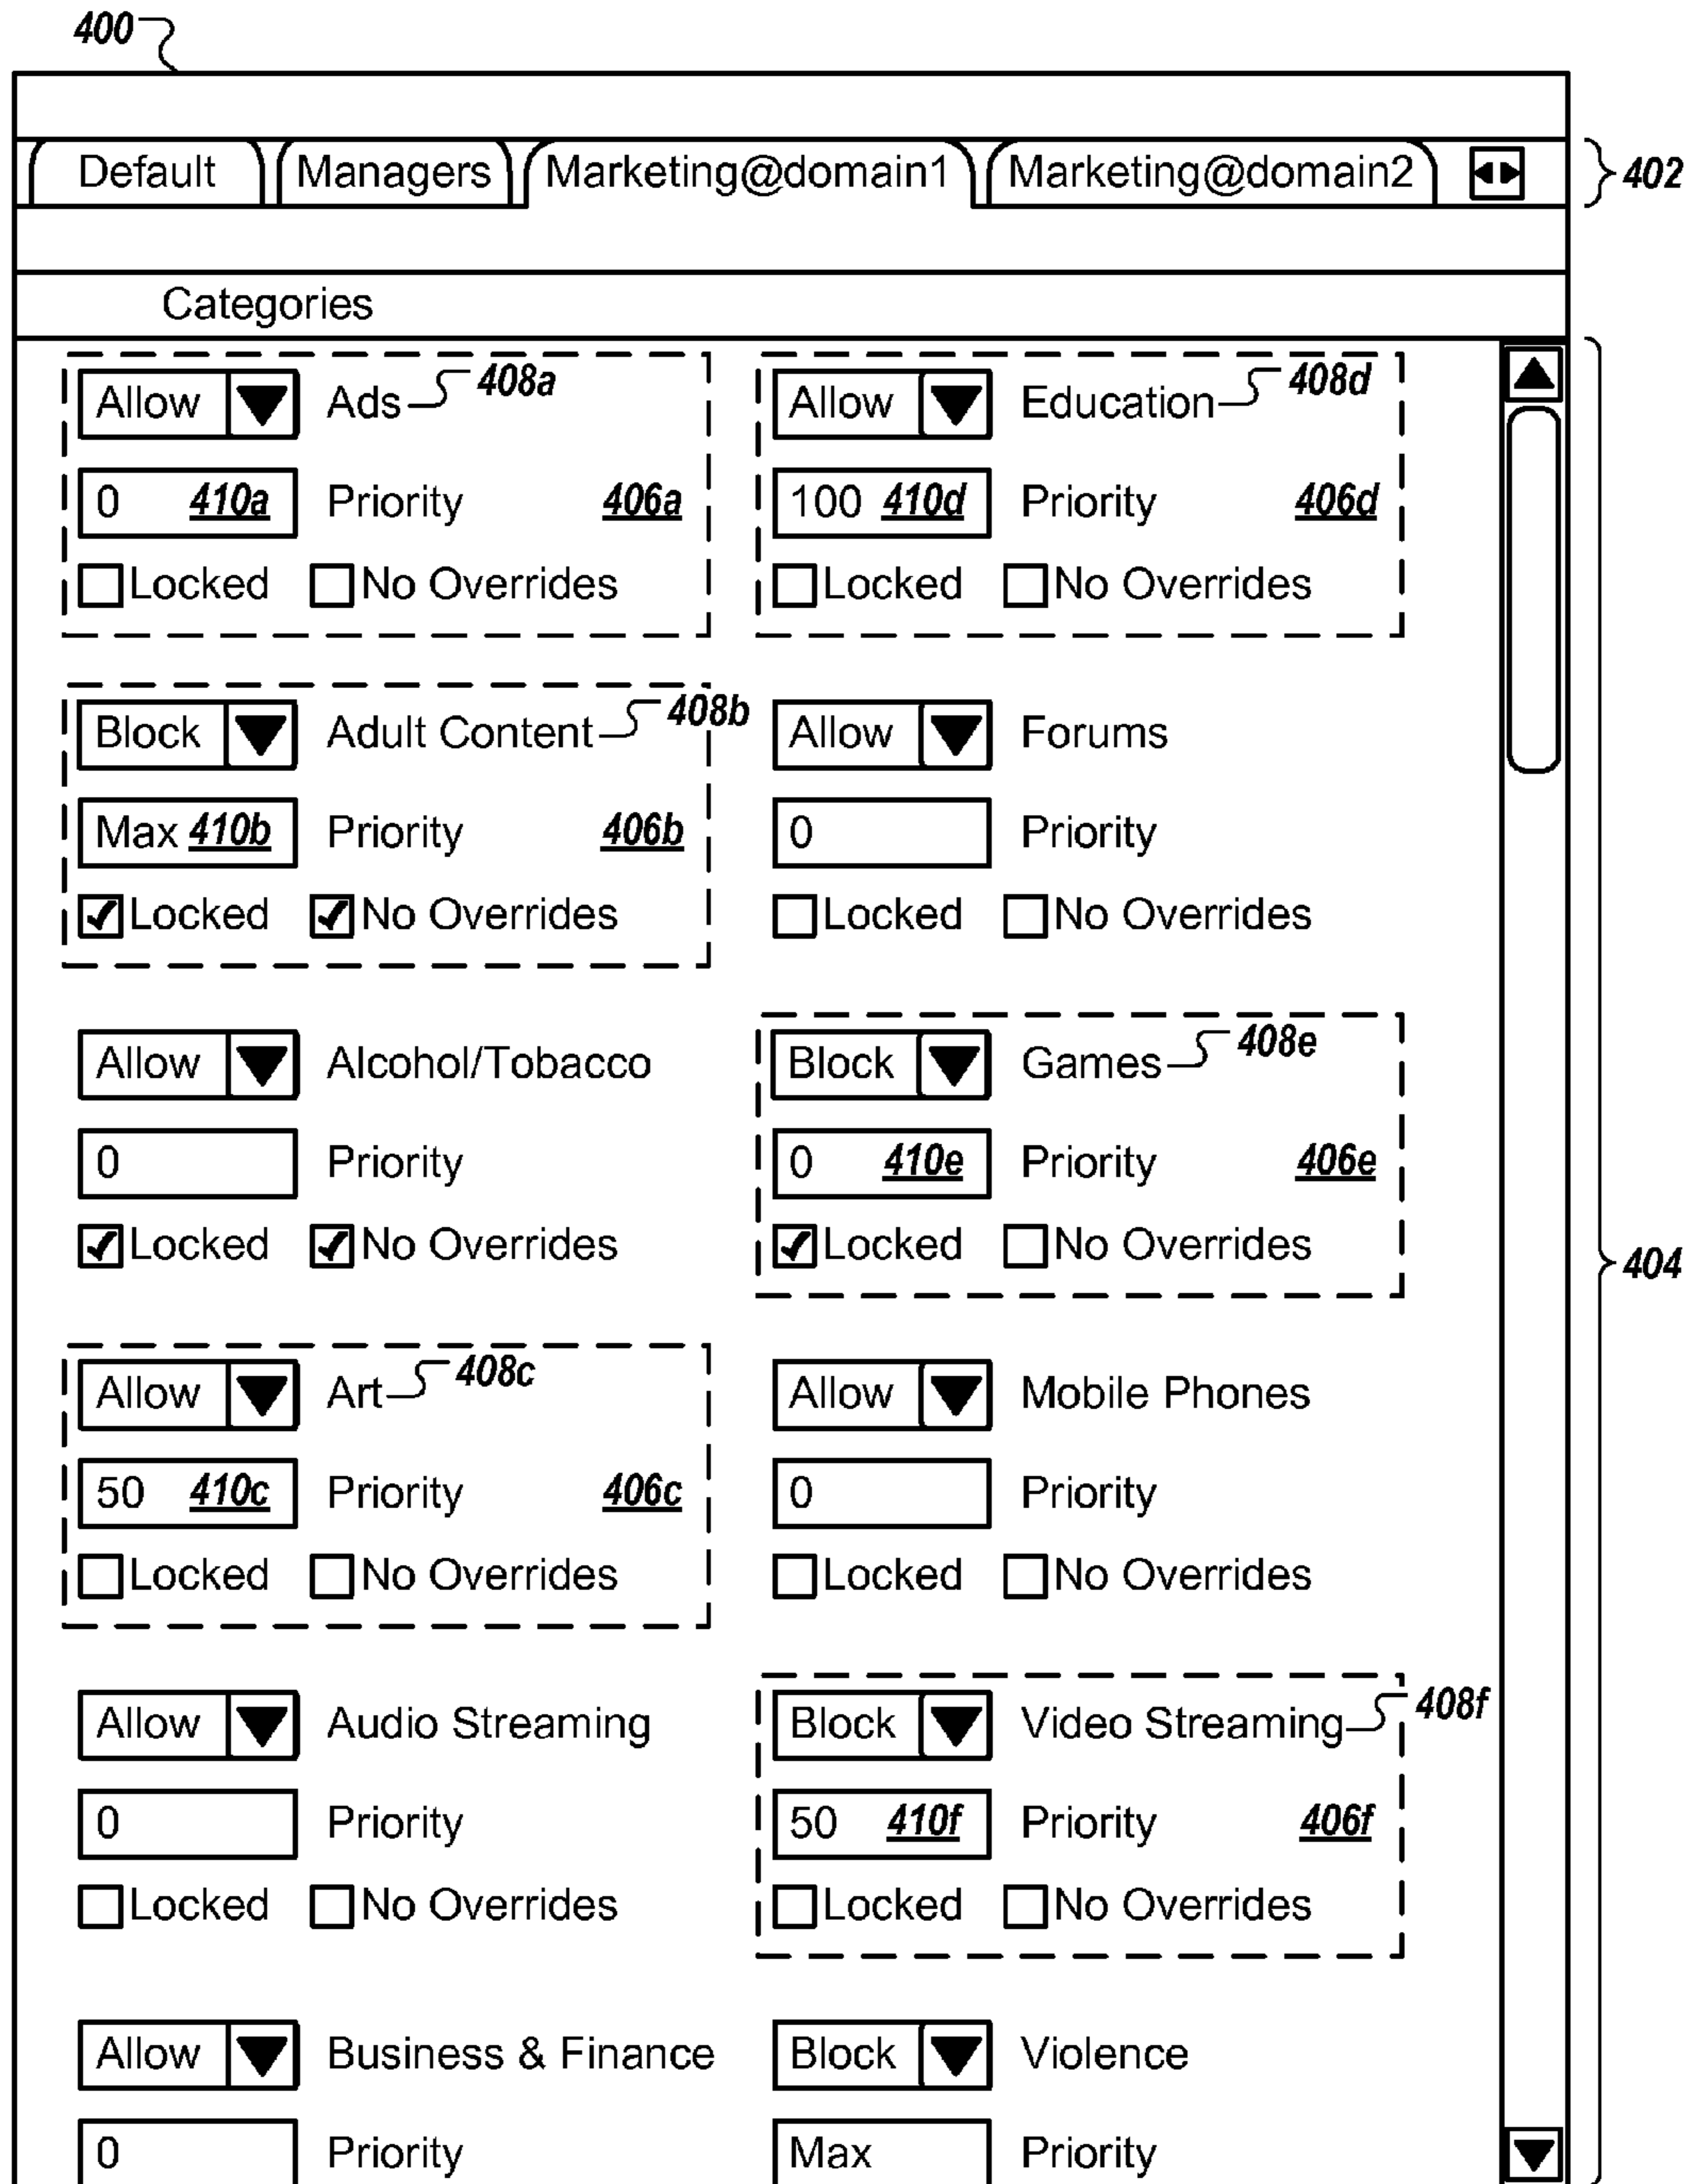 400
Default Managers Marketing@domain1 Marketing@domain2 402
Categories
Allow Ads 408a Allow Education 408d
0 410a Priority 406a 100 410d Priority 406d
Locked No Overrides Locked No Overrides
Block Adult Content 408b Allow Forums
Max 410b Priority 406b 0 Priority
Locked No Overrides Locked No Overrides
Allow Alcohol/Tobacco Block Games 408e
0 Priority 0 410e Priority 406e
Locked No Overrides Locked No Overrides 404
Allow Art 408c Allow Mobile Phones
50 410c Priority 406c 0 Priority
Locked No Overrides Locked No Overrides
Allow Audio Streaming Block Video Streaming 408f
0 Priority 50 410f Priority 406f
Locked No Overrides Locked No Overrides
Allow Business & Finance Block Violence
0 Priority Max Priority